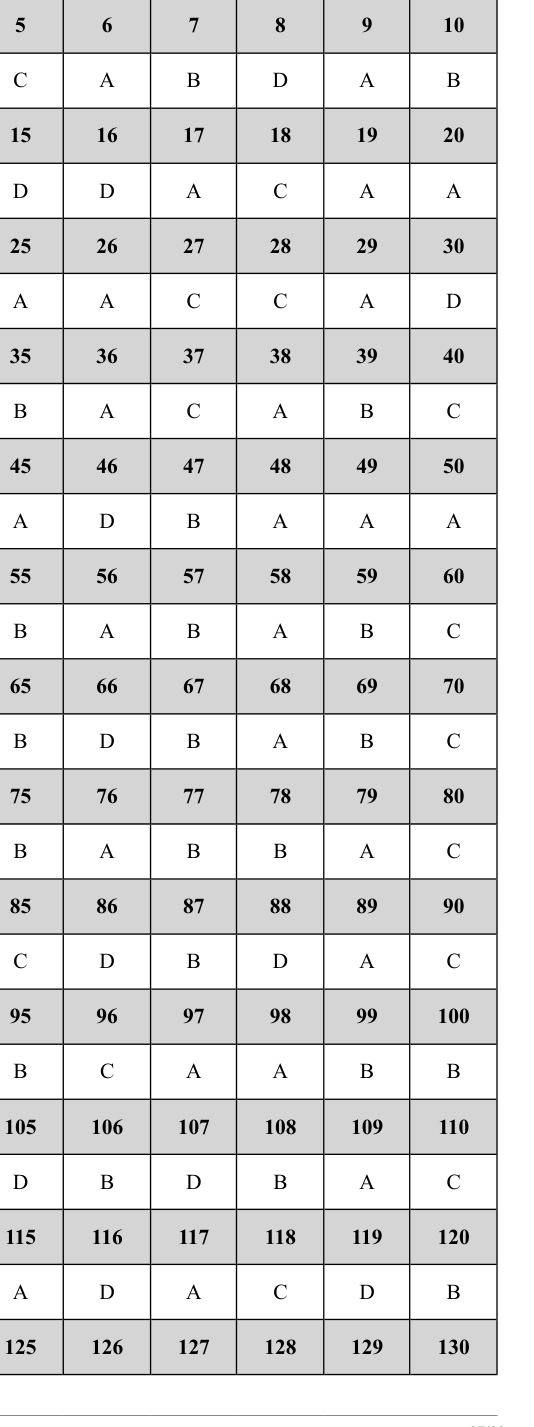 5 6 7 8 9 10
C A B D A B
15 16 17 18 19 20
D D A C A A
25 26 27 28 29 30
A A C C A D
35 36 37 38 39 40
B A C A B C
45 46 47 48 49 50
A D B A A A
55 56 57 58 59 60
B A B A B C
65 66 67 68 69 70
B D B A B C
75 76 77 78 79 80
B A B B A C
85 86 87 88 89 90
C D B D A C
95 96 97 98 99 100
B C A A B B
105 106 107 108 109 110
D B D B A C
115 116 117 118 119 120
A D A C D B
125 126 127 128 129 130